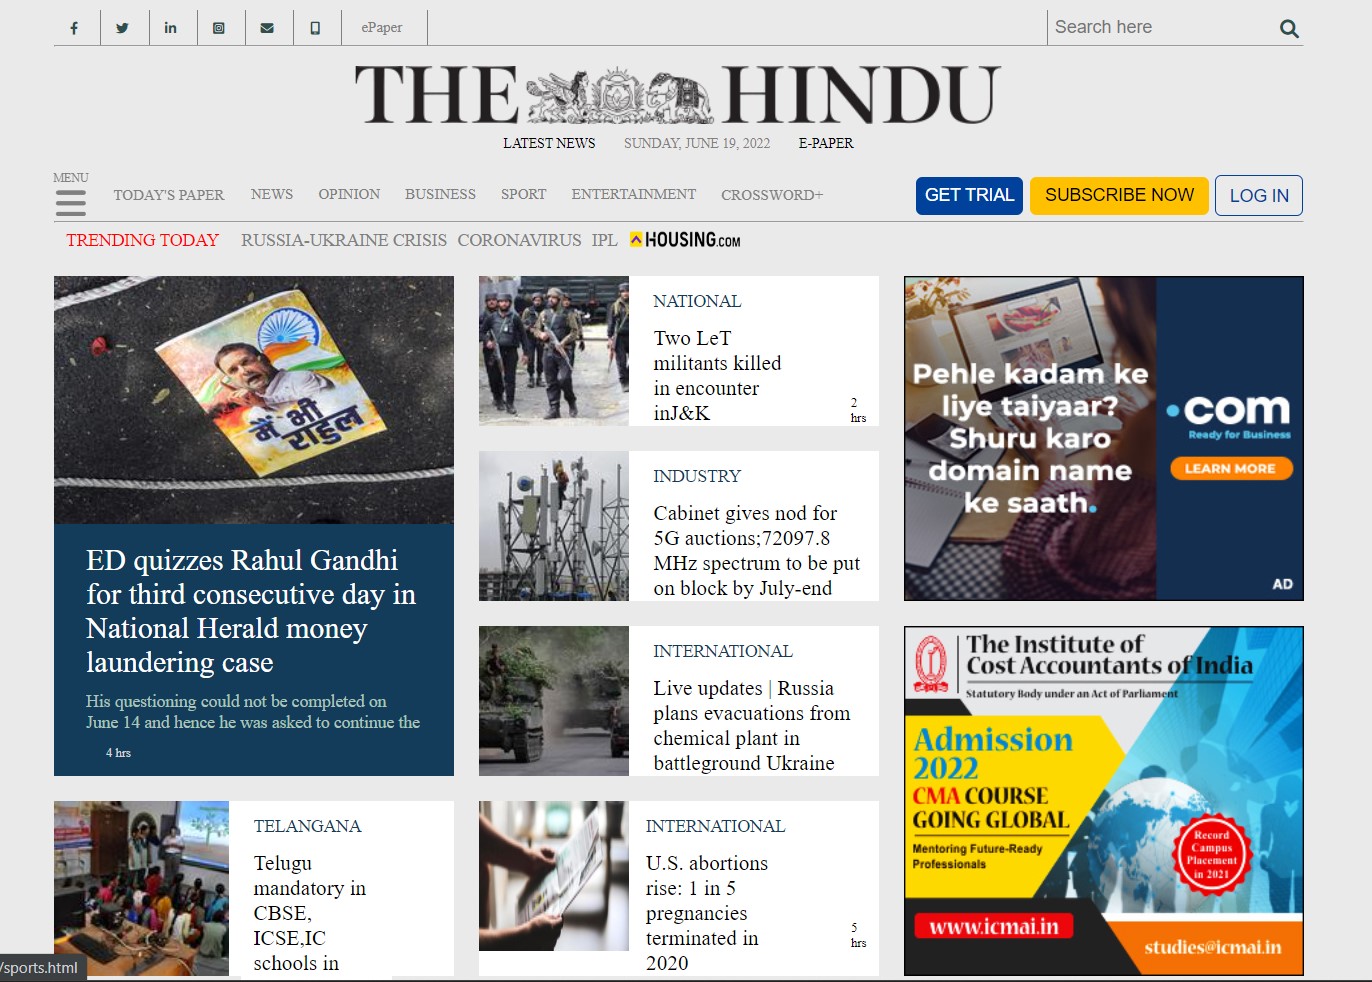 ePaper
Search here
THE HINDU
LATEST NEWS SUNDAY, JUNE 19, 2022 E-PAPER
MENU
TODAY'S PAPER NEWS OPINION BUSINESS SPORT ENTERTAINMENT CROSSWORD+
GET TRIAL SUBSCRIBE NOW LOG IN
TRENDING TODAY RUSSIA-UKRAINE CRISIS CORONAVIRUS IPL HOUSING.COM
मैं भी
राहुल
ED quizzes Rahul Gandhi
for third consecutive day in
National Herald money
laundering case
His questioning could not be completed on
June 14 and hence he was asked to continue the
4 hrs
TELANGANA
Telugu
mandatory in
CBSE,
ICSE,IC
schools in
NATIONAL
Two LeT
militants killed
in encounter
inJ&K
2
hrs
INDUSTRY
Cabinet gives nod for
5G auctions;72097.8
MHz spectrum to be put
on block by July-end
INTERNATIONAL
Live updates | Russia
plans evacuations from
chemical plant in
battleground Ukraine
INTERNATIONAL
U.S. abortions
rise: 1 in 5
pregnancies
terminated in
2020
5
hrs
Pehle kadam ke
liye taiyaar?
Shuru karo
domain name
ke saath.
.com
Ready for Business
LEARN MORE
AD
The Institute of
Cost Accountants of India
Statutory Body under an Act of Parliament
Admission
2022
CMA COURSE
GOING GLOBAL
Mentoring Future-Ready
Professionals
Record
Campus
Placement
in 2021
www.icmai.in
studies@icmai.in
/sports.html